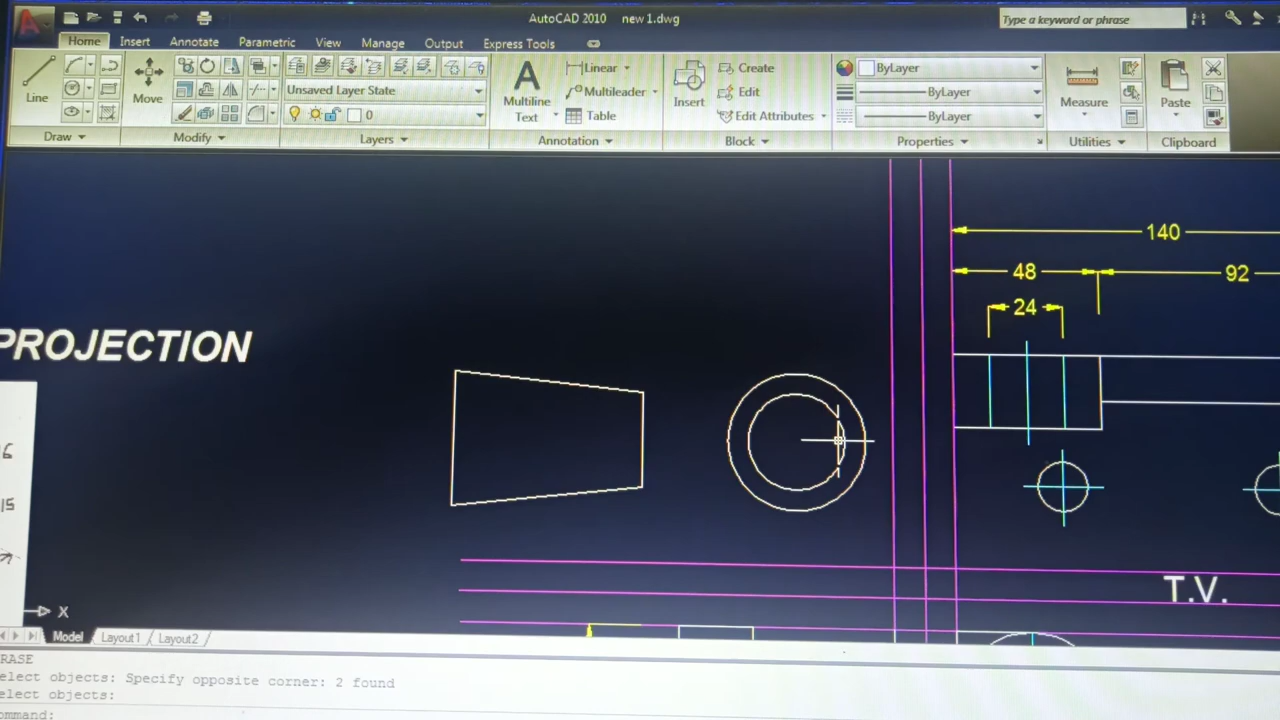 AutoCAD 2010 new 1.dwg
Type a keyword or phrase
Home Insert Annotate Parametric View Manage Output Express Tools
Line
Move
Unsaved Layer State
0
Multiline
Text
Linear
Multileader
Table
Insert
Create
Edit
Edit Attributes
ByLayer
ByLayer
ByLayer
Measure
Paste
Draw Modify Layers Annotation Block Properties Utilities Clipboard
140
48 92
24
PROJECTION
T.V.
X
Model Layout1 Layout2
RASE
elect objects: Specify opposite corner: 2 found
elect objects:
ommand: